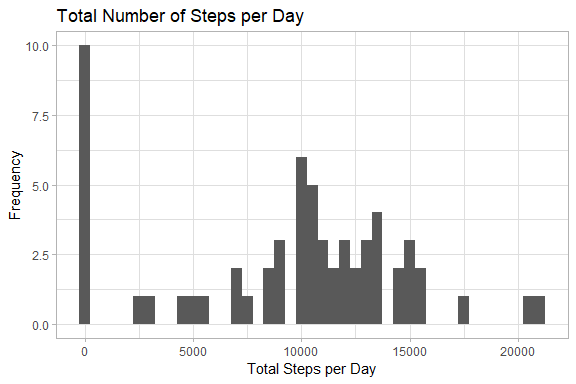 Total Number of Steps per Day
10.0
7.5
5.0
2.5
0.0
Frequency
0 5000 10000 15000 20000
Total Steps per Day